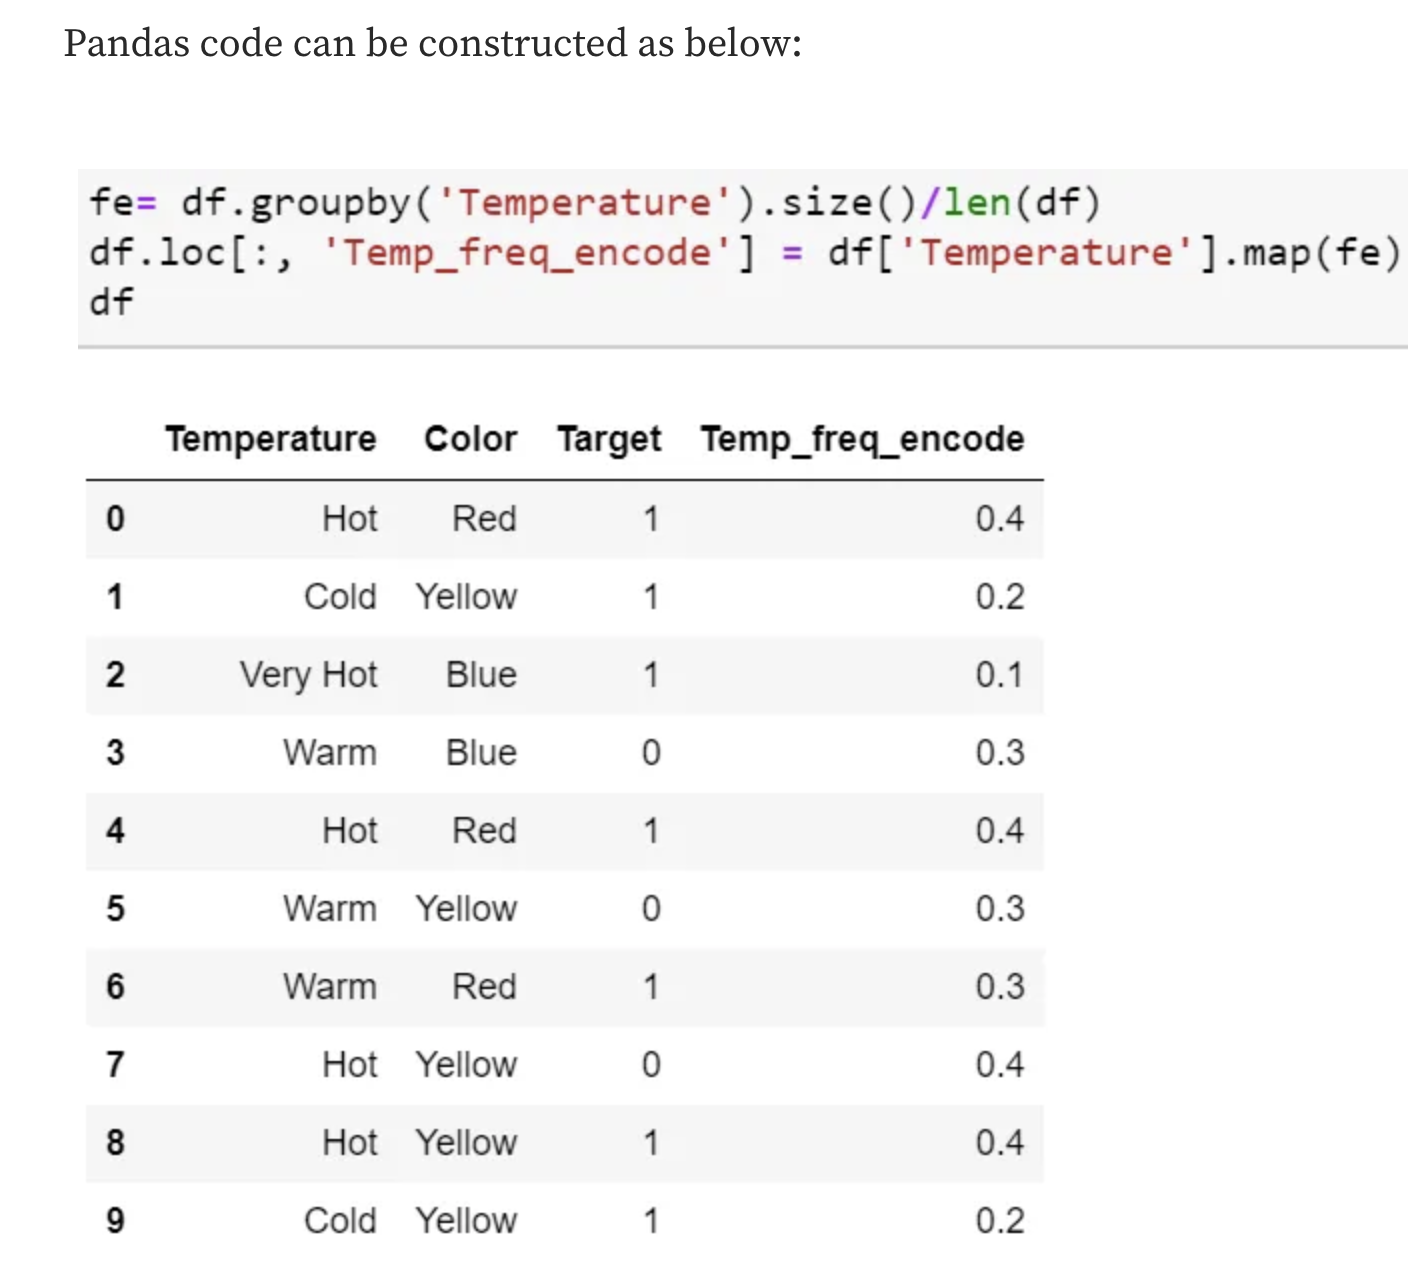 Pandas code can be constructed as below:
fe= df.groupby('Temperature').size()/len(df)
df.loc[:, 'Temp_freq_encode'] = df['Temperature'].map(fe)
df
Temperature Color Target Temp_freq_encode
0 Hot Red 1 0.4
1 Cold Yellow 1 0.2
2 Very Hot Blue 1 0.1
3 Warm Blue 0 0.3
4 Hot Red 1 0.4
5 Warm Yellow 0 0.3
6 Warm Red 1 0.3
7 Hot Yellow 0 0.4
8 Hot Yellow 1 0.4
9 Cold Yellow 1 0.2